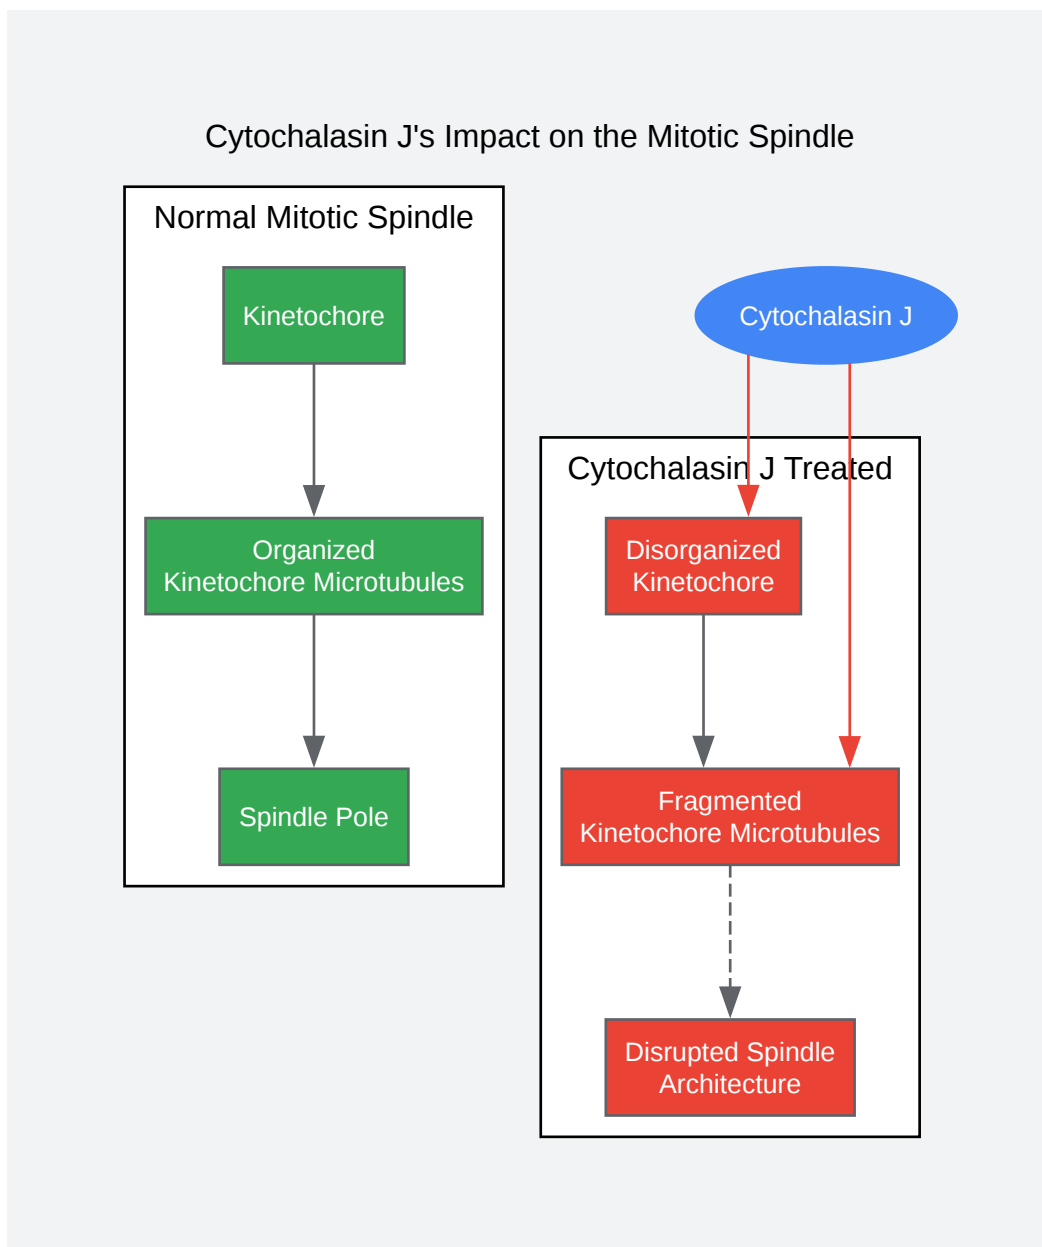 Cytochalasin J's Impact on the Mitotic Spindle
Normal Mitotic Spindle
Kinetochore
Organized
Kinetochore Microtubules
Spindle Pole
Cytochalasin J
Cytochalasin J Treated
Disorganized
Kinetochore
Fragmented
Kinetochore Microtubules
Disrupted Spindle
Architecture